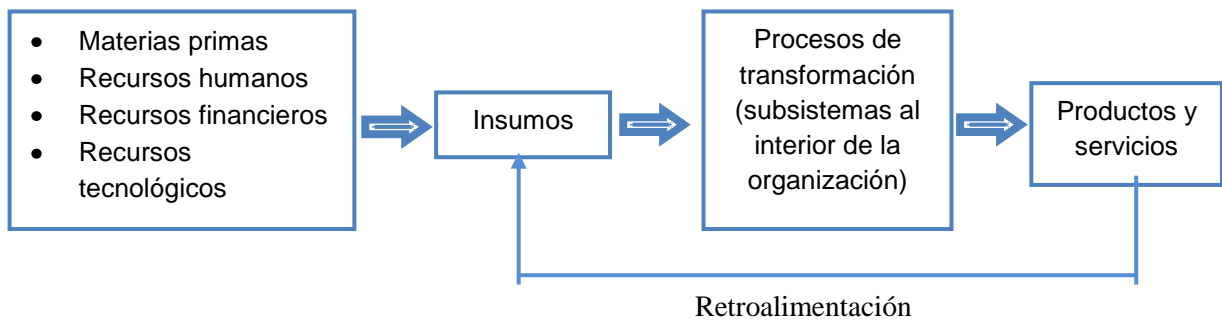 • Materias primas
• Recursos humanos
• Recursos financieros
• Recursos
tecnológicos
Insumos
Procesos de
transformación
(subsistemas al
interior de la
organización)
Productos y
servicios
Retroalimentación